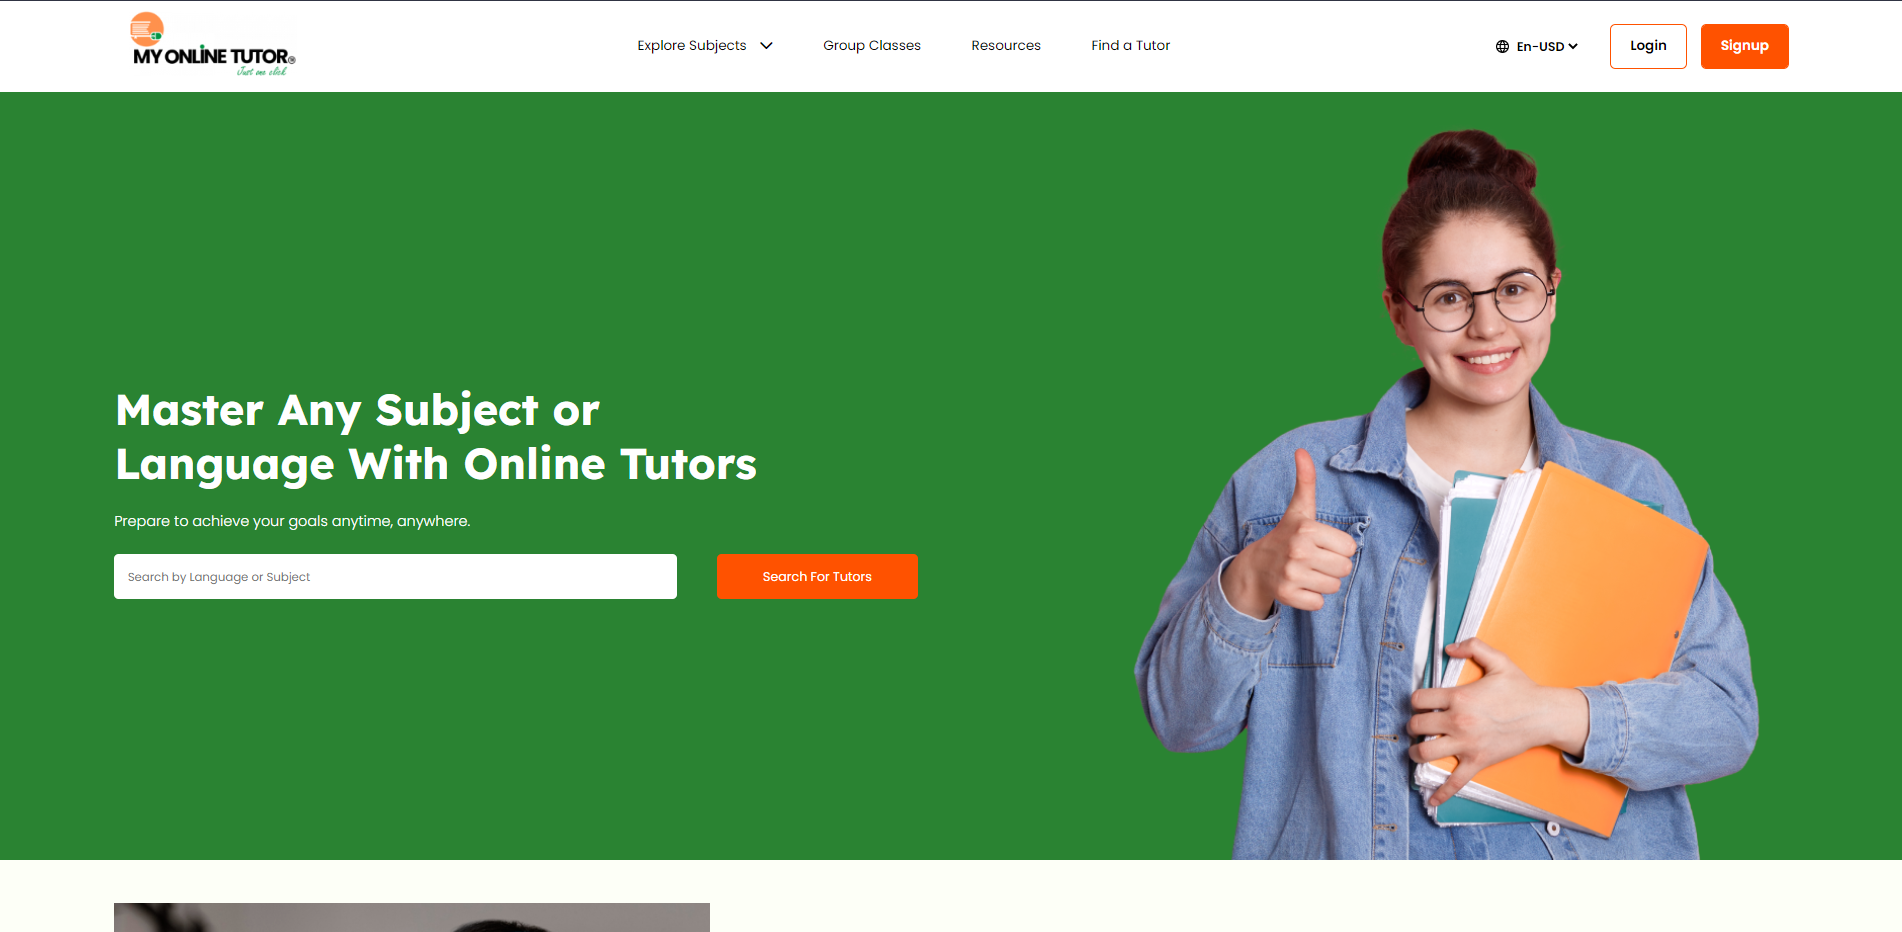 MY ONLINE TUTOR®
Just one click
Explore Subjects
Group Classes
Resources
Find a Tutor
En-USD
Login
Signup
Master Any Subject or
Language With Online Tutors
Prepare to achieve your goals anytime, anywhere.
Search by Language or Subject
Search For Tutors